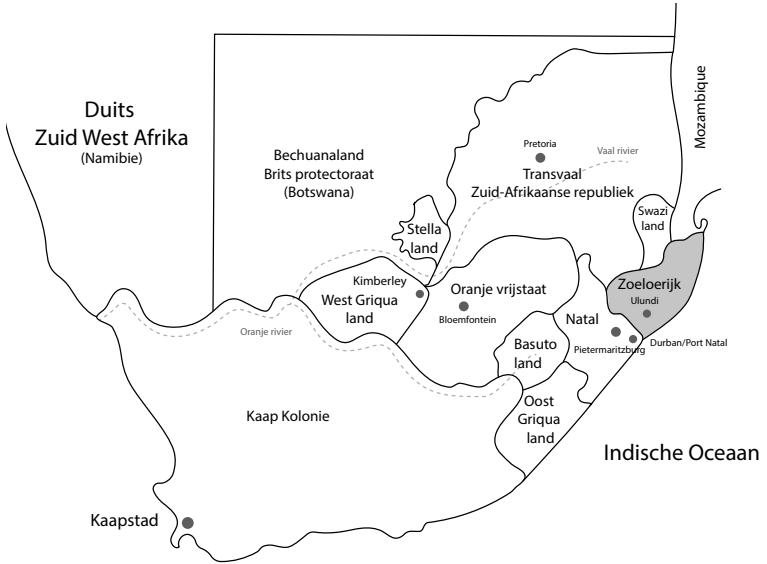 Duits
Zuid West Afrika
(Namibie)
Bechuanaland
Brits protectoraat
(Botswana)
Pretoria
Vaal rivier
Transvaal
Zuid-Afrikaanse republiek
Mozambique
Swazi
land
Stella
land
Kimberley
West Griqua
land
Oranje vrijstaat
Bloemfontein
Zoeloerijk
Ulundi
Natal
Pietermaritzburg
Durban/Port Natal
Oranje rivier
Basuto
land
Oost
Griqua
land
Kaap Kolonie
Indische Oceaan
Kaapstad